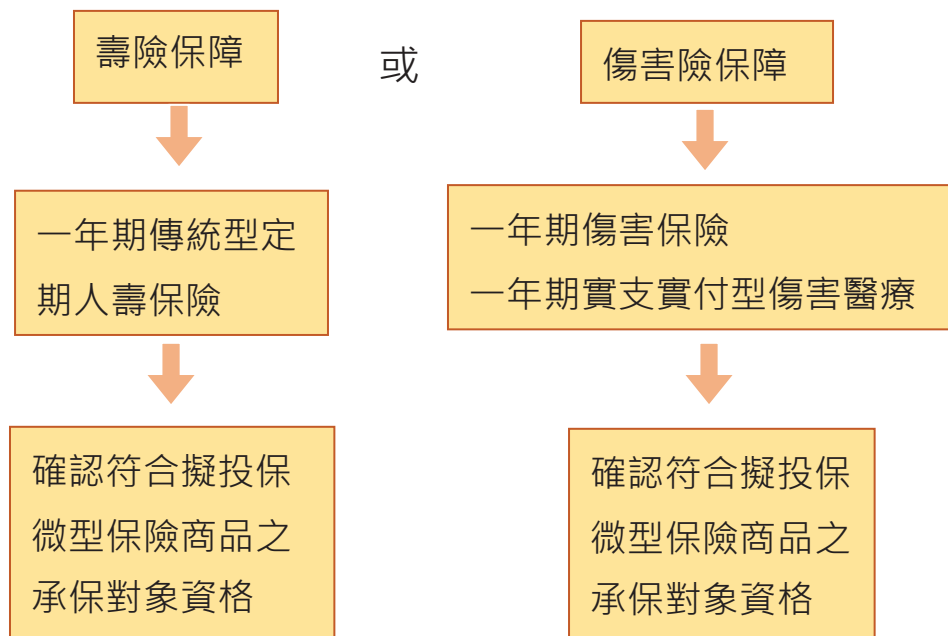 壽險保障
或
傷害險保障
一年期傳統型定
期人壽保險
一年期傷害保險
一年期實支實付型傷害醫療
確認符合擬投保
微型保險商品之
承保對象資格
確認符合擬投保
微型保險商品之
承保對象資格